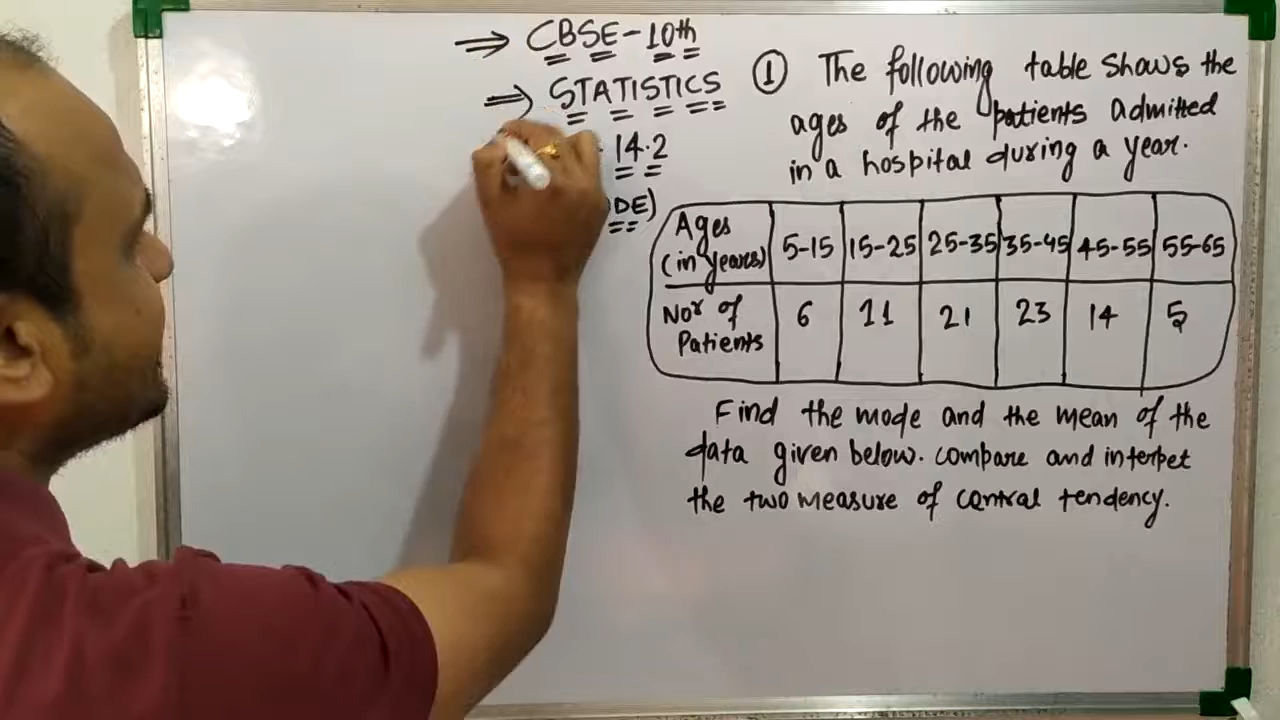 ⇒ CBSE-10th
⇒ STATISTICS
14.2
DE)
① The following table shows the
ages of the patients admitted
in a hospital during a year.
Ages (in years) 5-15 15-25 25-35 35-45 45-55 55-65
Noʳ of Patients 6 11 21 23 14 5
Find the mode and the mean of the
data given below. compare and interpet
the two measure of central tendency.